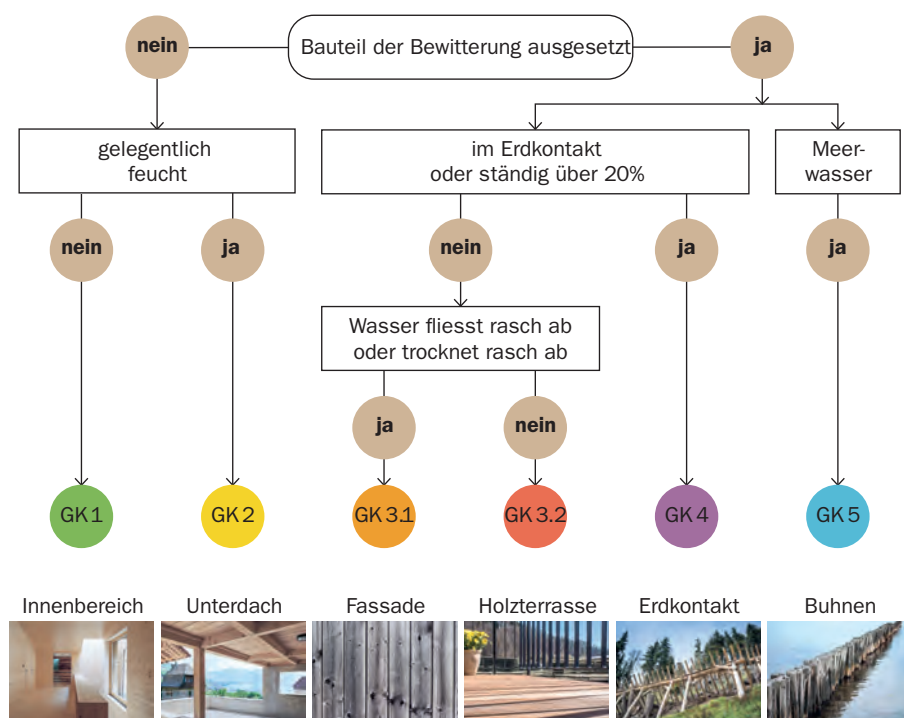 nein
Bauteil der Bewitterung ausgesetzt
ja
gelegentlich
feucht
im Erdkontakt
oder ständig über 20%
Meer-
wasser
nein
ja
nein
ja
ja
Wasser fliesst rasch ab
oder trocknet rasch ab
ja
nein
GK 1
GK 2
GK 3.1
GK 3.2
GK 4
GK 5
Innenbereich
Unterdach
Fassade
Holzterrasse
Erdkontakt
Buhnen